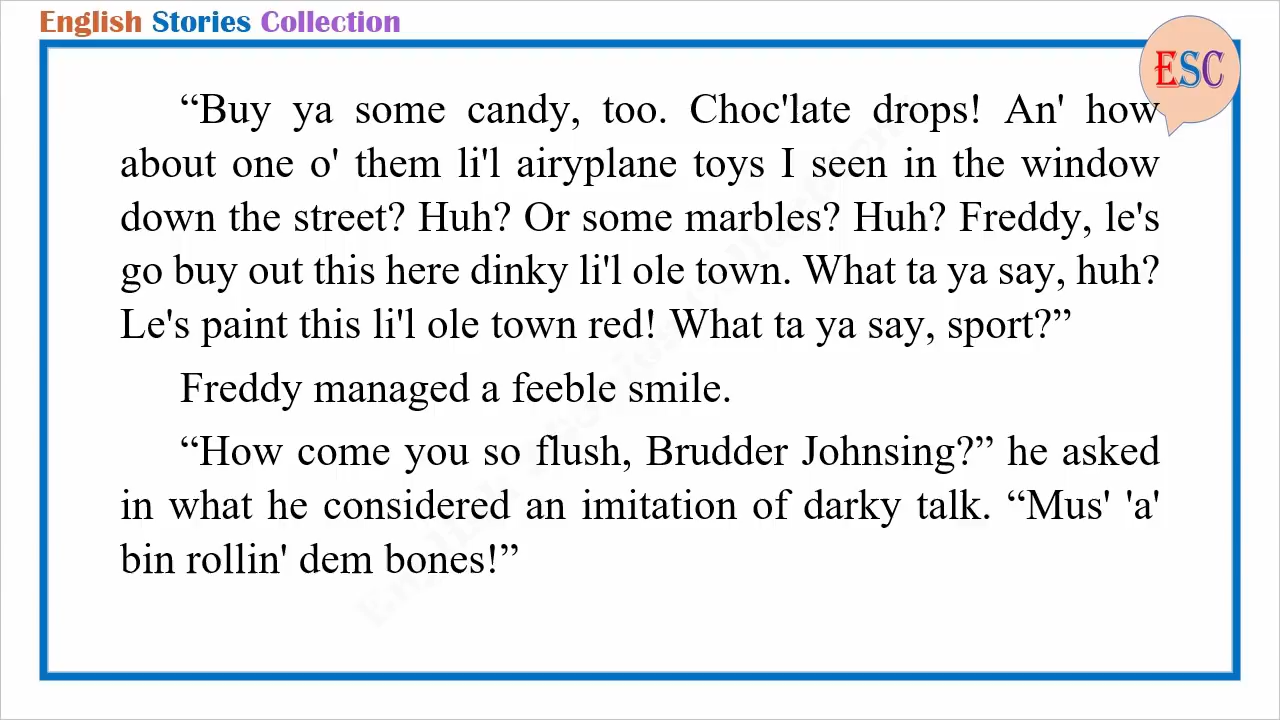 English Stories Collection
ESC
“Buy ya some candy, too. Choc'late drops! An' how
about one o' them li'l airyplane toys I seen in the window
down the street? Huh? Or some marbles? Huh? Freddy, le's
go buy out this here dinky li'l ole town. What ta ya say, huh?
Le's paint this li'l ole town red! What ta ya say, sport?”
Freddy managed a feeble smile.
“How come you so flush, Brudder Johnsing?” he asked
in what he considered an imitation of darky talk. “Mus' 'a'
bin rollin' dem bones!”